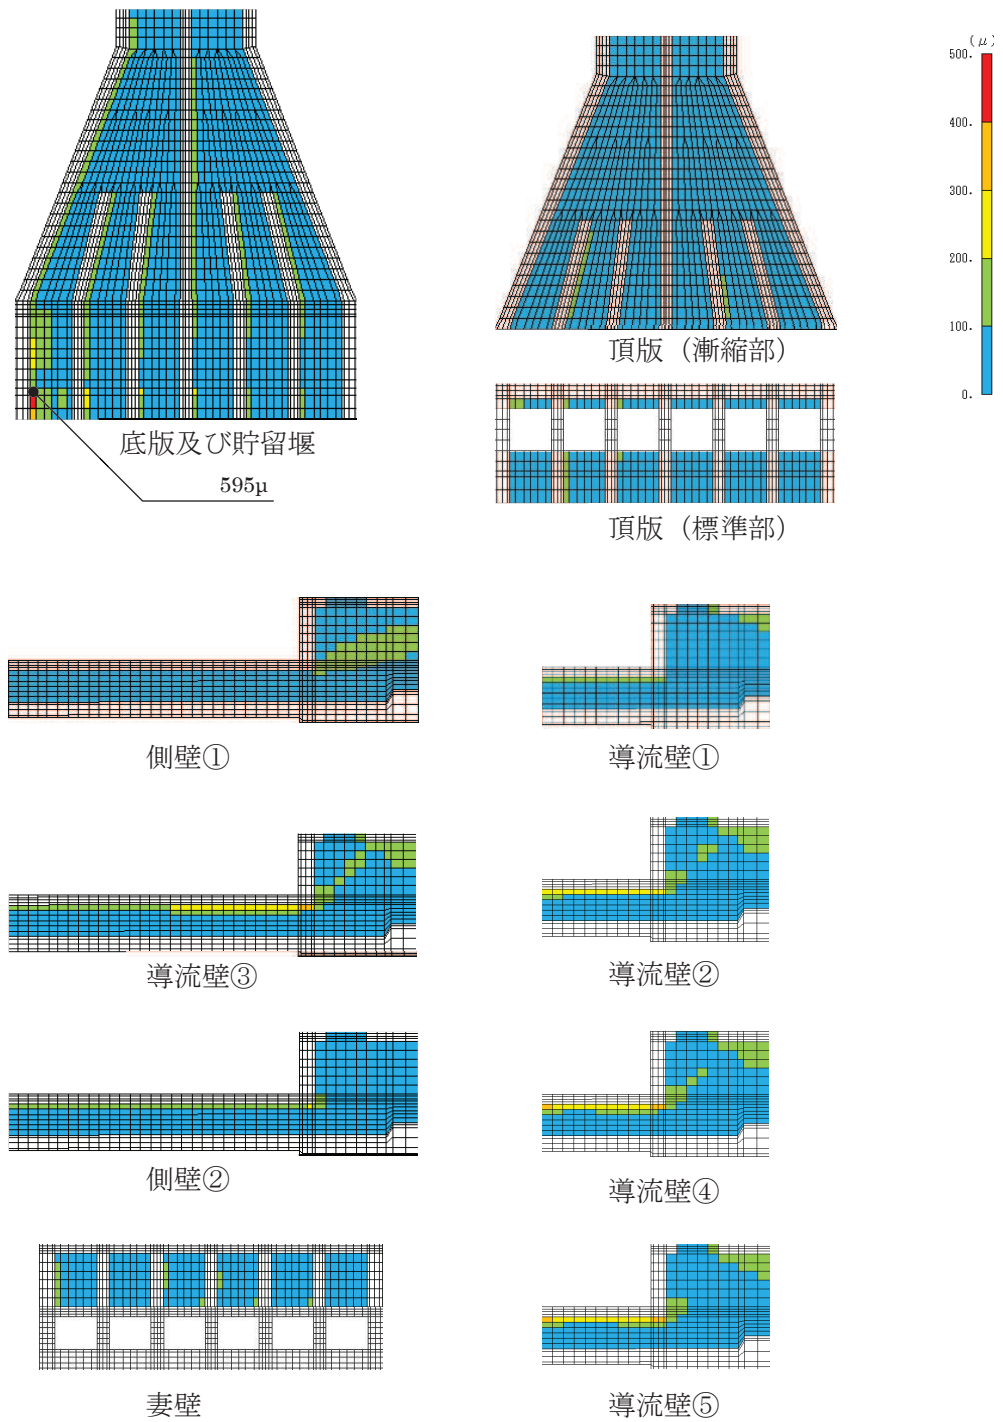 (μ)
500.
400.
300.
200.
100.
0.
底版及び貯留堰
595μ
頂版（漸縮部）
頂版（標準部）
側壁①
導流壁①
導流壁③
導流壁②
側壁②
導流壁④
妻壁
導流壁⑤